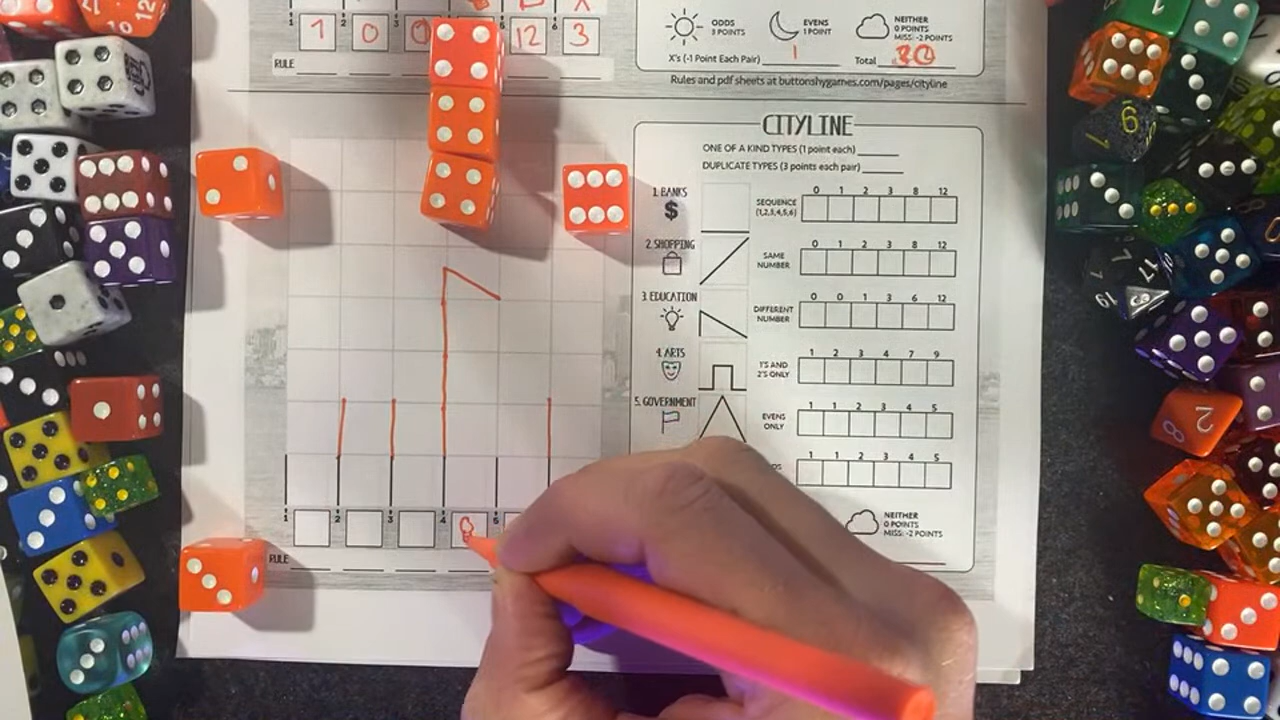 1 2 3 6
1 0 0 12 3
RULE
ODDS
3 POINTS
EVENS
1 POINT
NEITHER
0 POINTS
MISS: -2 POINTS
X's (-1 Point Each Pair) 1 Total 30
Rules and pdf sheets at buttonshygames.com/pages/cityline
CITYLINE
ONE OF A KIND TYPES (1 point each)
DUPLICATE TYPES (3 points each pair)
1. BANKS
$
SEQUENCE
(1,2,3,4,5,6)
0 1 2 3 8 12
2. SHOPPING
SAME
NUMBER
0 1 2 3 8 12
3. EDUCATION
DIFFERENT
NUMBER
0 0 1 3 6 12
4. ARTS
1'S AND
2'S ONLY
1 2 3 4 7 9
5. GOVERNMENT
EVENS
ONLY
1 1 2 3 4 5
1 1 2 3 4 5
NEITHER
0 POINTS
MISS: -2 POINTS
1 2 3 4 5
RULE